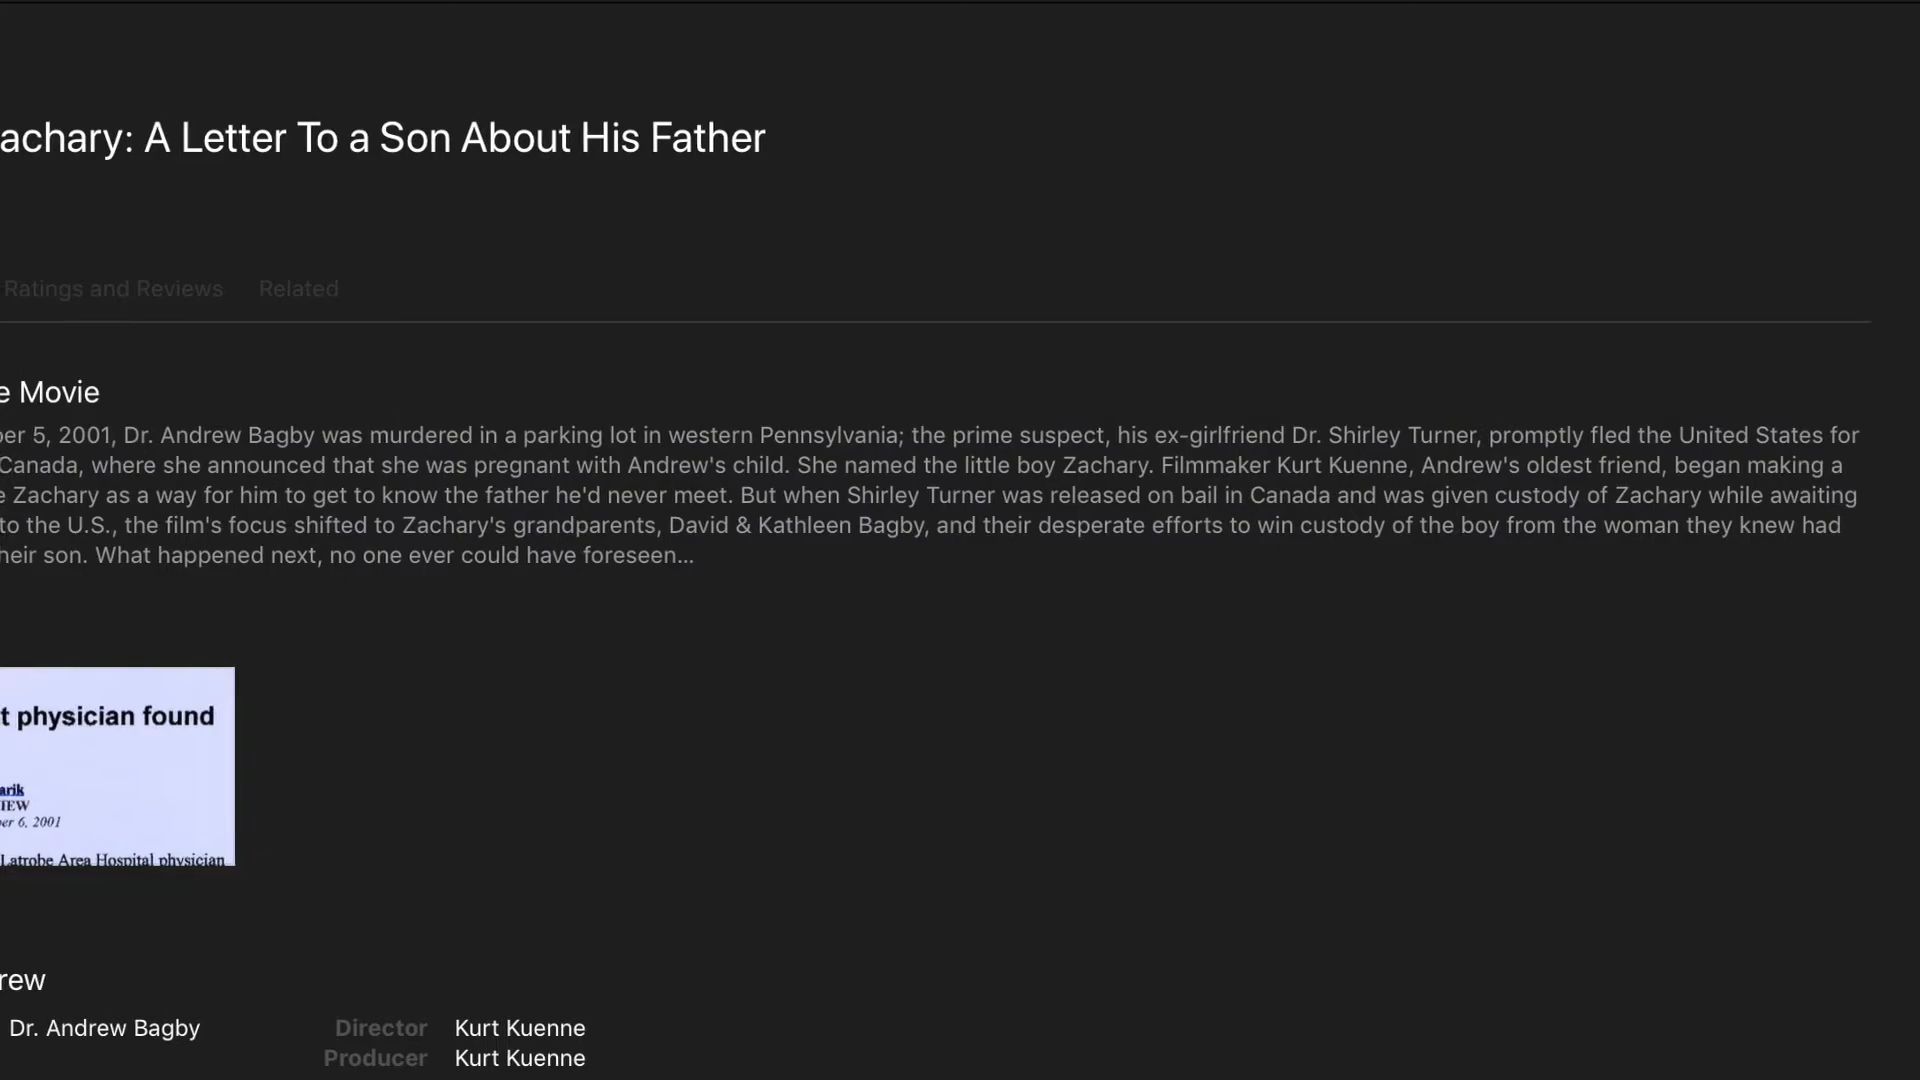 achary: A Letter To a Son About His Father
Ratings and Reviews Related
e Movie
er 5, 2001, Dr. Andrew Bagby was murdered in a parking lot in western Pennsylvania; the prime suspect, his ex-girlfriend Dr. Shirley Turner, promptly fled the United States for
Canada, where she announced that she was pregnant with Andrew's child. She named the little boy Zachary. Filmmaker Kurt Kuenne, Andrew's oldest friend, began making a
e Zachary as a way for him to get to know the father he'd never meet. But when Shirley Turner was released on bail in Canada and was given custody of Zachary while awaiting
to the U.S., the film's focus shifted to Zachary's grandparents, David & Kathleen Bagby, and their desperate efforts to win custody of the boy from the woman they knew had
heir son. What happened next, no one ever could have foreseen...
t physician found
arik
IEW
er 6, 2001
Latrobe Area Hospital physician
rew
Dr. Andrew Bagby Director Kurt Kuenne
Producer Kurt Kuenne